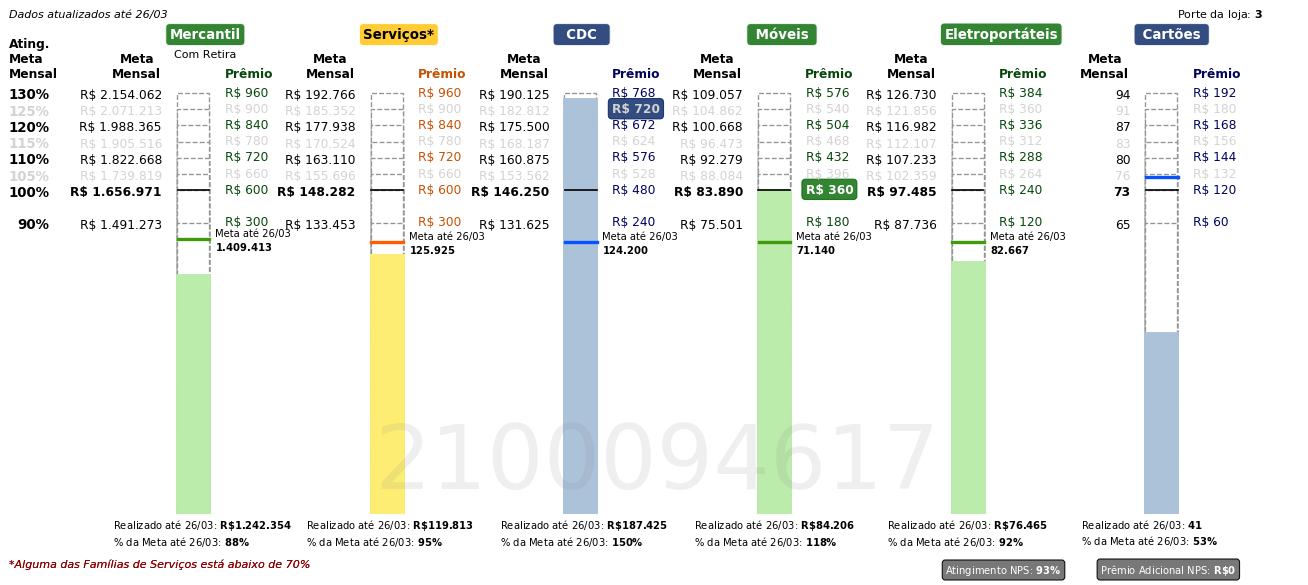 Dados atualizados até 26/03
Porte da loja: 3
Mercantil Serviços* CDC Móveis Eletroportáteis Cartões
Com Retira
Ating. Meta Mensal
Meta Mensal Prêmio Meta Mensal Prêmio Meta Mensal Prêmio Meta Mensal Prêmio Meta Mensal Prêmio Meta Mensal Prêmio
130% R$ 2.154.062 R$ 960 R$ 192.766 R$ 960 R$ 190.125 R$ 768 R$ 109.057 R$ 576 R$ 126.730 R$ 384 94 R$ 192
125% R$ 2.071.213 R$ 900 R$ 185.352 R$ 900 R$ 182.812 R$ 720 R$ 104.862 R$ 540 R$ 121.856 R$ 360 91 R$ 180
120% R$ 1.988.365 R$ 840 R$ 177.938 R$ 840 R$ 175.500 R$ 672 R$ 100.668 R$ 504 R$ 116.982 R$ 336 87 R$ 168
115% R$ 1.905.516 R$ 780 R$ 170.524 R$ 780 R$ 168.187 R$ 624 R$ 96.473 R$ 468 R$ 112.107 R$ 312 83 R$ 156
110% R$ 1.822.668 R$ 720 R$ 163.110 R$ 720 R$ 160.875 R$ 576 R$ 92.279 R$ 432 R$ 107.233 R$ 288 80 R$ 144
105% R$ 1.739.819 R$ 660 R$ 155.696 R$ 660 R$ 153.562 R$ 528 R$ 88.084 R$ 396 R$ 102.359 R$ 264 76 R$ 132
100% R$ 1.656.971 R$ 600 R$ 148.282 R$ 600 R$ 146.250 R$ 480 R$ 83.890 R$ 360 R$ 97.485 R$ 240 73 R$ 120
90% R$ 1.491.273 R$ 300 R$ 133.453 R$ 300 R$ 131.625 R$ 240 R$ 75.501 R$ 180 R$ 87.736 R$ 120 65 R$ 60
Meta até 26/03 Meta até 26/03 Meta até 26/03 Meta até 26/03 Meta até 26/03
1.409.413 125.925 124.200 71.140 82.667
2100094617
Realizado até 26/03: R$1.242.354 Realizado até 26/03: R$119.813 Realizado até 26/03: R$187.425 Realizado até 26/03: R$84.206 Realizado até 26/03: R$76.465 Realizado até 26/03: 41
% da Meta até 26/03: 88% % da Meta até 26/03: 95% % da Meta até 26/03: 150% % da Meta até 26/03: 118% % da Meta até 26/03: 92% % da Meta até 26/03: 53%
*Alguma das Famílias de Serviços está abaixo de 70%
Atingimento NPS: 93% Prêmio Adicional NPS: R$0